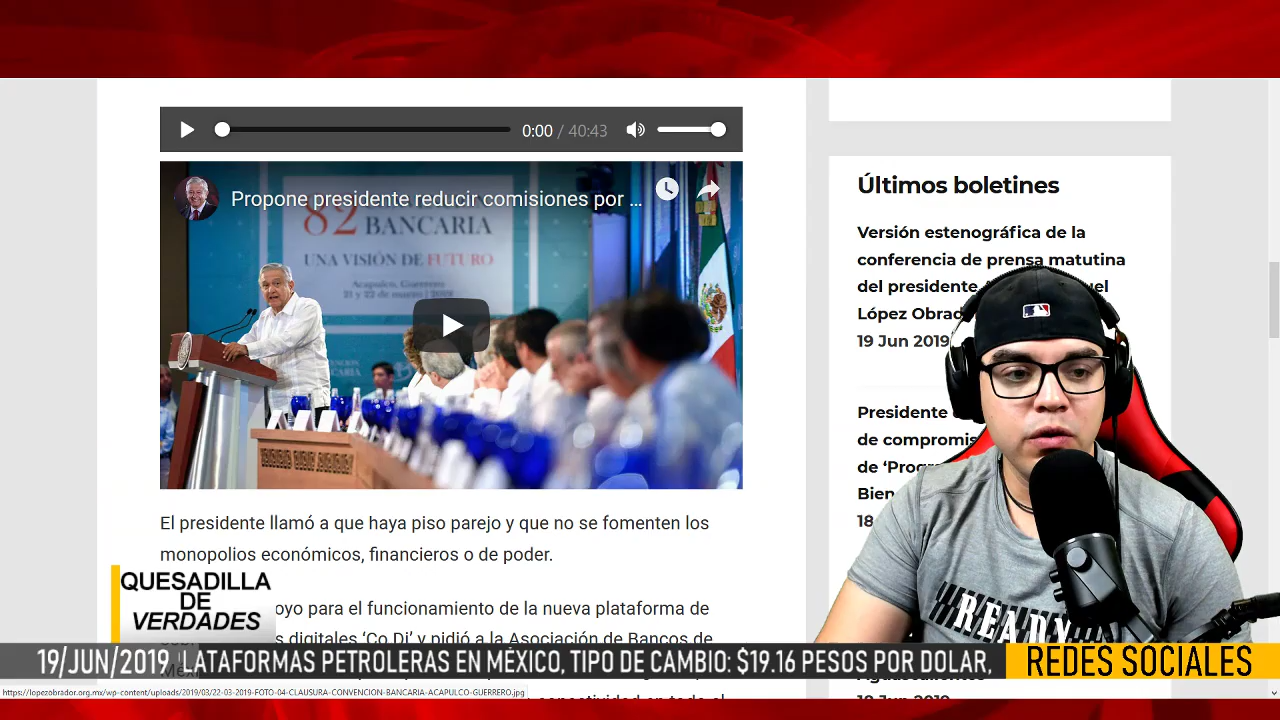 0:00 / 40:43
Propone presidente reducir comisiones por ...
82 BANCARIA
UNA VISIÓN DE FUTURO
Acapulco, Guerrero
21 y 22 de marzo | 2019
El presidente llamó a que haya piso parejo y que no se fomenten los
monopolios económicos, financieros o de poder.
oyo para el funcionamiento de la nueva plataforma de
s digitales ‘Co Di’ y pidió a la Asociación de Bancos de
Últimos boletines
Versión estenográfica de la
conferencia de prensa matutina
del presidente
López Obrad
19 Jun 2019
Presidente
de compromis
de ‘Progr
Bien
18
READY
QUESADILLA
DE
VERDADES
19/JUN/2019 LATAFORMAS PETROLERAS EN MÉXICO, TIPO DE CAMBIO: $19.16 PESOS POR DOLAR,
REDES SOCIALES
https://lopezobrador.org.mx/wp-content/uploads/2019/03/22-03-2019-FOTO-04-CLAUSURA-CONVENCION-BANCARIA-ACAPULCO-GUERRERO.jpg